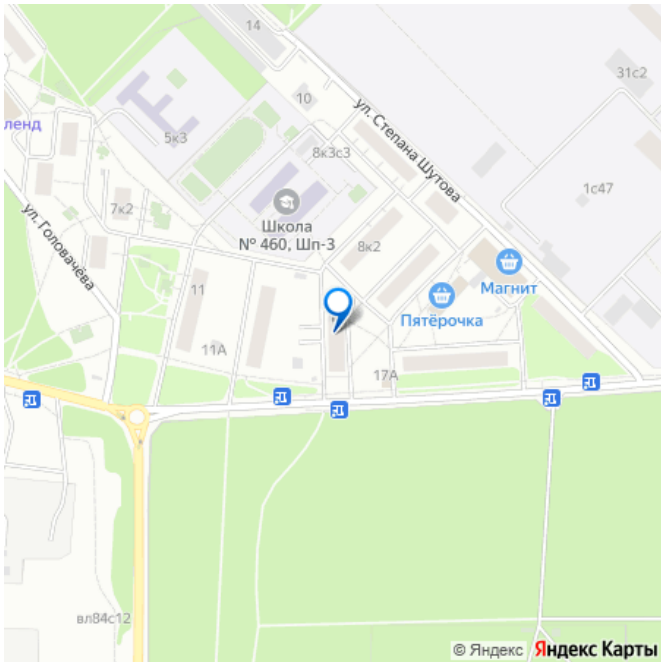 14
31с2
10
ул. Степана Шутова
ленд
5к3
8к3с3
1с47
7к2
Школа
№ 460, Шп-3
8к2
ул. Головачёва
11
Магнит
Пятёрочка
11А
17А
вл84с12
© Яндекс Яндекс Карты